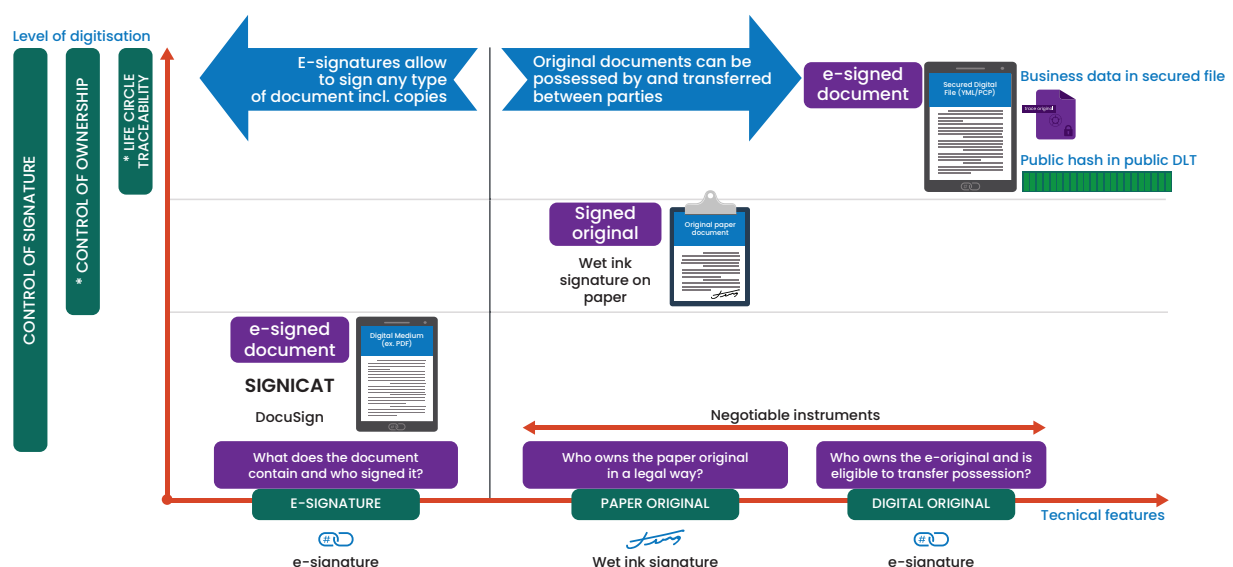 Level of digitisation
CONTROL OF SIGNATURE
* CONTROL OF OWNERSHIP
* LIFE CIRCLE
TRACEABILITY
E-signatures allow
to sign any type
of document incl. copies
Original documents can be
possessed by and transferred
between parties
e-signed
document
Secured Digital
File (YML/PCP)
Business data in secured file
trace original
Public hash in public DLT
Signed
original
Wet ink
signature on
paper
Original paper
document
e-signed
document
SIGNICAT
DocuSign
Digital Medium
(ex. PDF)
Negotiable instruments
What does the document
contain and who signed it?
Who owns the paper original
in a legal way?
Who owns the e-original and is
eligible to transfer possession?
E-SIGNATURE
PAPER ORIGINAL
DIGITAL ORIGINAL
Tecnical features
#
#
e-signature
Wet ink signature
e-signature